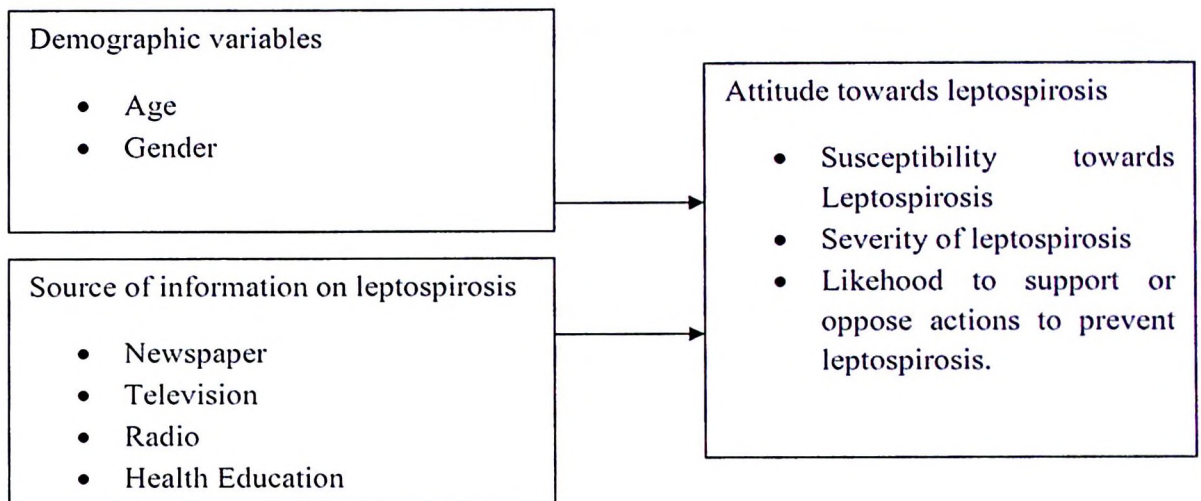 Demographic variables
• Age
• Gender
Source of information on leptospirosis
• Newspaper
• Television
• Radio
• Health Education
Attitude towards leptospirosis
• Susceptibility towards
Leptospirosis
• Severity of leptospirosis
• Likehood to support or
oppose actions to prevent
leptospirosis.